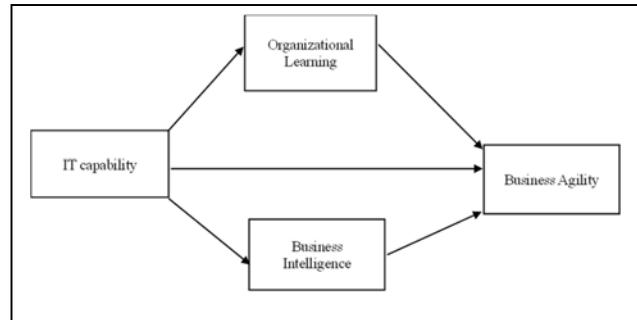 Organizational
Learning
IT capability
Business Agility
Business
Intelligence